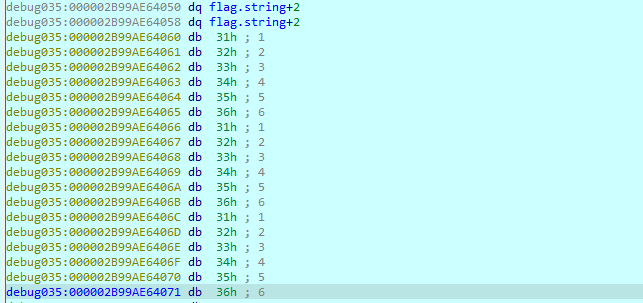 debug035:000002B99AE64050 dq flag.string+2
debug035:000002B99AE64058 dq flag.string+2
debug035:000002B99AE64060 db 31h ; 1
debug035:000002B99AE64061 db 32h ; 2
debug035:000002B99AE64062 db 33h ; 3
debug035:000002B99AE64063 db 34h ; 4
debug035:000002B99AE64064 db 35h ; 5
debug035:000002B99AE64065 db 36h ; 6
debug035:000002B99AE64066 db 31h ; 1
debug035:000002B99AE64067 db 32h ; 2
debug035:000002B99AE64068 db 33h ; 3
debug035:000002B99AE64069 db 34h ; 4
debug035:000002B99AE6406A db 35h ; 5
debug035:000002B99AE6406B db 36h ; 6
debug035:000002B99AE6406C db 31h ; 1
debug035:000002B99AE6406D db 32h ; 2
debug035:000002B99AE6406E db 33h ; 3
debug035:000002B99AE6406F db 34h ; 4
debug035:000002B99AE64070 db 35h ; 5
debug035:000002B99AE64071 db 36h ; 6